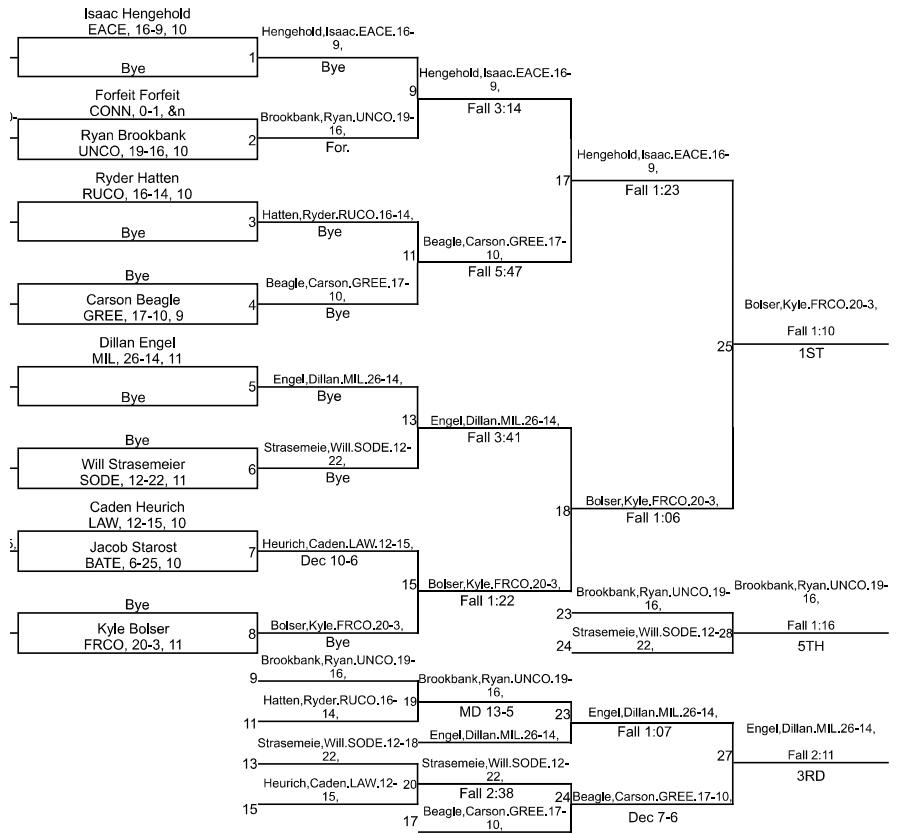 Isaac Hengehold
EACE, 16-9, 10
1
Bye
Hengehold,Isaac.EACE.16-
9,
Bye
Forfeit Forfeit
CONN, 0-1, &n
2
Ryan Brookbank
UNCO, 19-16, 10
Brookbank,Ryan.UNCO.19-
16,
For.
9
Hengehold,Isaac.EACE.16-
9,
Fall 3:14
Ryder Hatten
RUCO, 16-14, 10
3
Bye
Hatten,Ryder.RUCO.16-14,
Bye
Bye
4
Carson Beagle
GREE, 17-10, 9
Beagle,Carson.GREE.17-
10,
Bye
11
Beagle,Carson.GREE.17-
10,
Fall 5:47
17
Hengehold,Isaac.EACE.16-
9,
Fall 1:23
Dillan Engel
MIL, 26-14, 11
5
Bye
Engel,Dillan.MIL.26-14,
Bye
Bye
6
Will Strasemeier
SODE, 12-22, 11
Strasemeie,Will.SODE.12-
22,
Bye
13
Engel,Dillan.MIL.26-14,
Fall 3:41
Caden Heurich
LAW, 12-15, 10
7
Jacob Starost
BATE, 6-25, 10
Heurich,Caden.LAW.12-15,
Dec 10-6
Bye
8
Kyle Bolser
FRCO, 20-3, 11
Bolser,Kyle.FRCO.20-3,
Bye
15
Bolser,Kyle.FRCO.20-3,
Fall 1:22
18
Bolser,Kyle.FRCO.20-3,
Fall 1:06
25
Bolser,Kyle.FRCO.20-3,
Fall 1:10
1ST
23
Brookbank,Ryan.UNCO.19-
16,
24
Strasemeie,Will.SODE.12-28
22,
Brookbank,Ryan.UNCO.19-
16,
Fall 1:16
5TH
9
Brookbank,Ryan.UNCO.19-
16,
11
Hatten,Ryder.RUCO.16-
14,
19
Brookbank,Ryan.UNCO.19-
16,
MD 13-5
13
Strasemeie,Will.SODE.12-18
22,
Engel,Dillan.MIL.26-14,
23
Engel,Dillan.MIL.26-14,
Fall 1:07
15
Heurich,Caden.LAW.12-
15,
20
Strasemeie,Will.SODE.12-
22,
Fall 2:38
17
Beagle,Carson.GREE.17-
10,
24
Beagle,Carson.GREE.17-10,
Dec 7-6
27
Engel,Dillan.MIL.26-14,
Fall 2:11
3RD